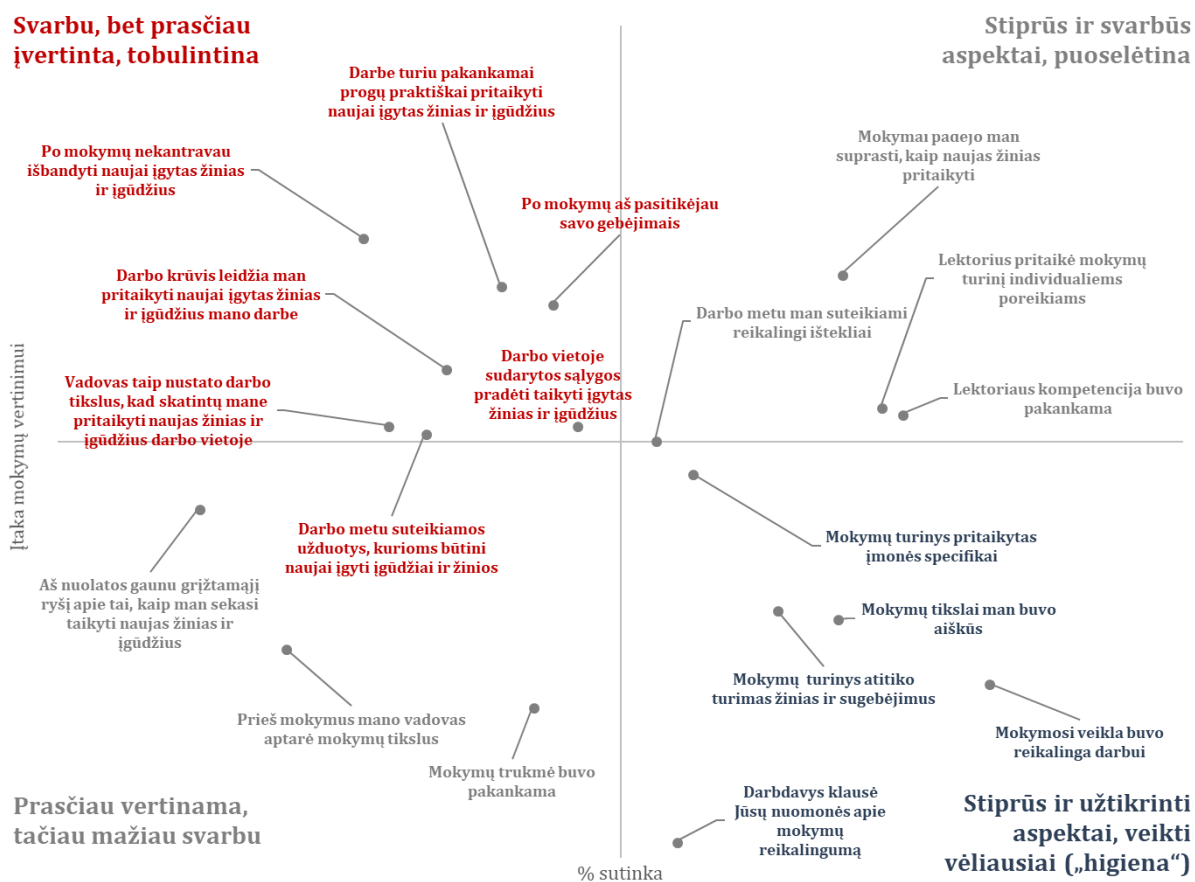 Svarbu, bet prasčiau
įvertinta, tobulintina
Stiprūs ir svarbūs
aspektai, puoselėtina
Darbe turiu pakankamai
progų praktiškai pritaikyti
naujai įgytas žinias ir įgūdžius
Po mokymų nekantravau
išbandyti naujai įgytas žinias
ir įgūdžius
Mokymai padėjo man
suprasti, kaip naujas žinias
pritaikyti
Po mokymų aš pasitikėjau
savo gebėjimais
Darbo krūvis leidžia man
pritaikyti naujai įgytas žinias
ir įgūdžius mano darbe
Lektorius pritaikė mokymų
turinį individualiems
poreikiams
Darbo metu man suteikiami
reikalingi ištekliai
Darbo vietoje
sudarytos sąlygos
pradėti taikyti įgytas
žinias ir įgūdžius
Vadovas taip nustato darbo
tikslus, kad skatintų mane
pritaikyti naujas žinias ir
įgūdžius darbo vietoje
Lektoriaus kompetencija buvo
pakankama
Įtaka mokymų vertinimui
Darbo metu suteikiamos
užduotys, kurioms būtini
naujai įgyti įgūdžiai ir žinios
Mokymų turinys pritaikytas
įmonės specifikai
Aš nuolatos gaunu grįžtamąjį
ryšį apie tai, kaip man sekasi
taikyti naujas žinias ir
įgūdžius
Mokymų tikslai man buvo
aiškūs
Mokymų turinys atitiko
turimas žinias ir sugebėjimus
Prieš mokymus mano vadovas
aptarė mokymų tikslus
Mokymosi veikla buvo
reikalinga darbui
Mokymų trukmė buvo
pakankama
Darbdavys klausė
Jūsų nuomonės apie
mokymų
reikalingumą
Prasčiau vertinama,
tačiau mažiau svarbu
Stiprūs ir užtikrinti
aspektai, veikti
vėliausiai („higiena“)
% sutinka